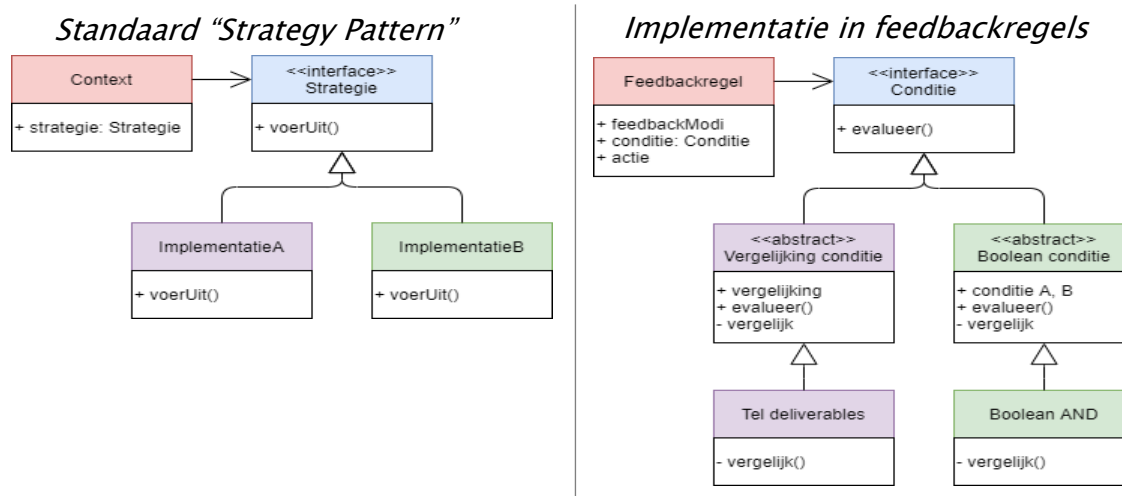 Standaard “Strategy Pattern”
Context
+ strategie: Strategie
<<interface>>
Strategie
+ voerUit()
ImplementatieA
+ voerUit()
ImplementatieB
+ voerUit()
Implementatie in feedbackregels
Feedbackregel
+ feedbackModi
+ conditie: Conditie
+ actie
<<interface>>
Conditie
+ evalueer()
<<abstract>>
Vergelijking conditie
+ vergelijking
+ evalueer()
- vergelijk
<<abstract>>
Boolean conditie
+ conditie A, B
+ evalueer()
- vergelijk
Tel deliverables
- vergelijk()
Boolean AND
- vergelijk()